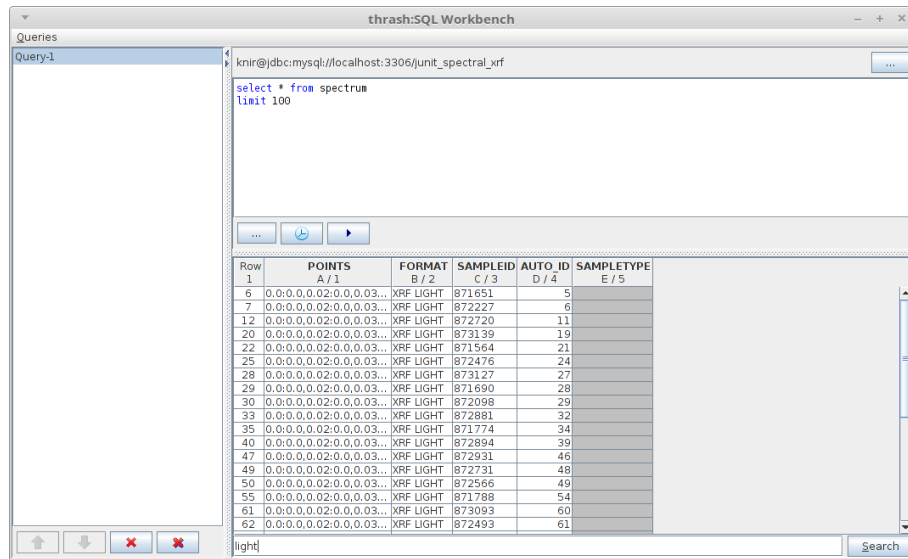 thrash:SQL Workbench
Queries
Query-1
knir@jdbc:mysql://localhost:3306/junit_spectral_xrf
...
select * from spectrum
limit 100
...
Row POINTS FORMAT SAMPLEID AUTO_ID SAMPLETYPE
1 A / 1 B / 2 C / 3 D / 4 E / 5
6 0.0:0.0,0.02:0.0,0.03... XRF LIGHT 871651 5
7 0.0:0.0,0.02:0.0,0.03... XRF LIGHT 872227 6
12 0.0:0.0,0.02:0.0,0.03... XRF LIGHT 872720 11
20 0.0:0.0,0.02:0.0,0.03... XRF LIGHT 873139 19
22 0.0:0.0,0.02:0.0,0.03... XRF LIGHT 871564 21
25 0.0:0.0,0.02:0.0,0.03... XRF LIGHT 872476 24
28 0.0:0.0,0.02:0.0,0.03... XRF LIGHT 873127 27
29 0.0:0.0,0.02:0.0,0.03... XRF LIGHT 871690 28
30 0.0:0.0,0.02:0.0,0.03... XRF LIGHT 872098 29
33 0.0:0.0,0.02:0.0,0.03... XRF LIGHT 872881 32
35 0.0:0.0,0.02:0.0,0.03... XRF LIGHT 871774 34
40 0.0:0.0,0.02:0.0,0.03... XRF LIGHT 872894 39
47 0.0:0.0,0.02:0.0,0.03... XRF LIGHT 872931 46
49 0.0:0.0,0.02:0.0,0.03... XRF LIGHT 872731 48
50 0.0:0.0,0.02:0.0,0.03... XRF LIGHT 872566 49
55 0.0:0.0,0.02:0.0,0.03... XRF LIGHT 871788 54
61 0.0:0.0,0.02:0.0,0.03... XRF LIGHT 873093 60
62 0.0:0.0,0.02:0.0,0.03... XRF LIGHT 872493 61
light
Search